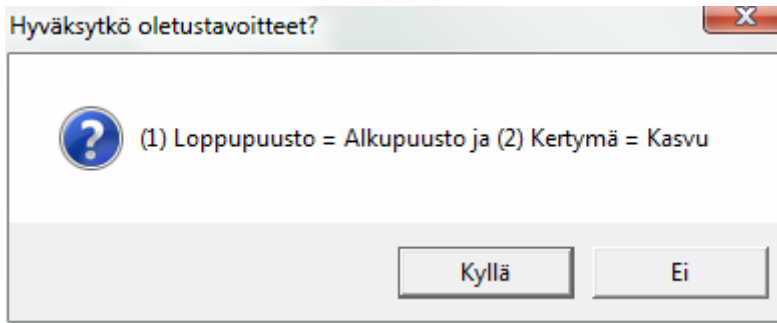 Hyväksytkö oletustavoitteet?
(1) Loppupuusto = Alkupuusto ja (2) Kertymä = Kasvu
Kyllä
Ei